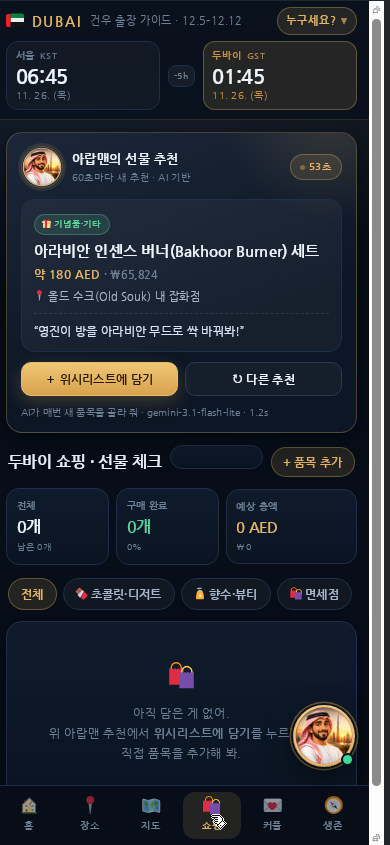 DUBAI 건우 출장 가이드 · 12.5–12.12
누구세요? ▼
서울 KST
06:45
11. 26. (목)
-5h
두바이 GST
01:45
11. 26. (목)
아랍맨의 선물 추천
60초마다 새 추천 · AI 기반
53초
기념품·기타
아라비안 인센스 버너(Bakhoor Burner) 세트
약 180 AED · ₩65,824
올드 수크(Old Souk) 내 잡화점
“영진이 방을 아라비안 무드로 싹 바꿔봐!”
+ 위시리스트에 담기
↻ 다른 추천
AI가 매번 새 품목을 골라 줘 · gemini-3.1-flash-lite · 1.2s
두바이 쇼핑 · 선물 체크
+ 품목 추가
전체
0개
남은 0개
구매 완료
0개
0%
예상 총액
0 AED
₩0
전체
초콜릿·디저트
향수·뷰티
면세점
아직 담은 게 없어.
위 아랍맨 추천에서 위시리스트에 담기를 누르
직접 품목을 추가해 봐.
홈
장소
지도
커플
생존